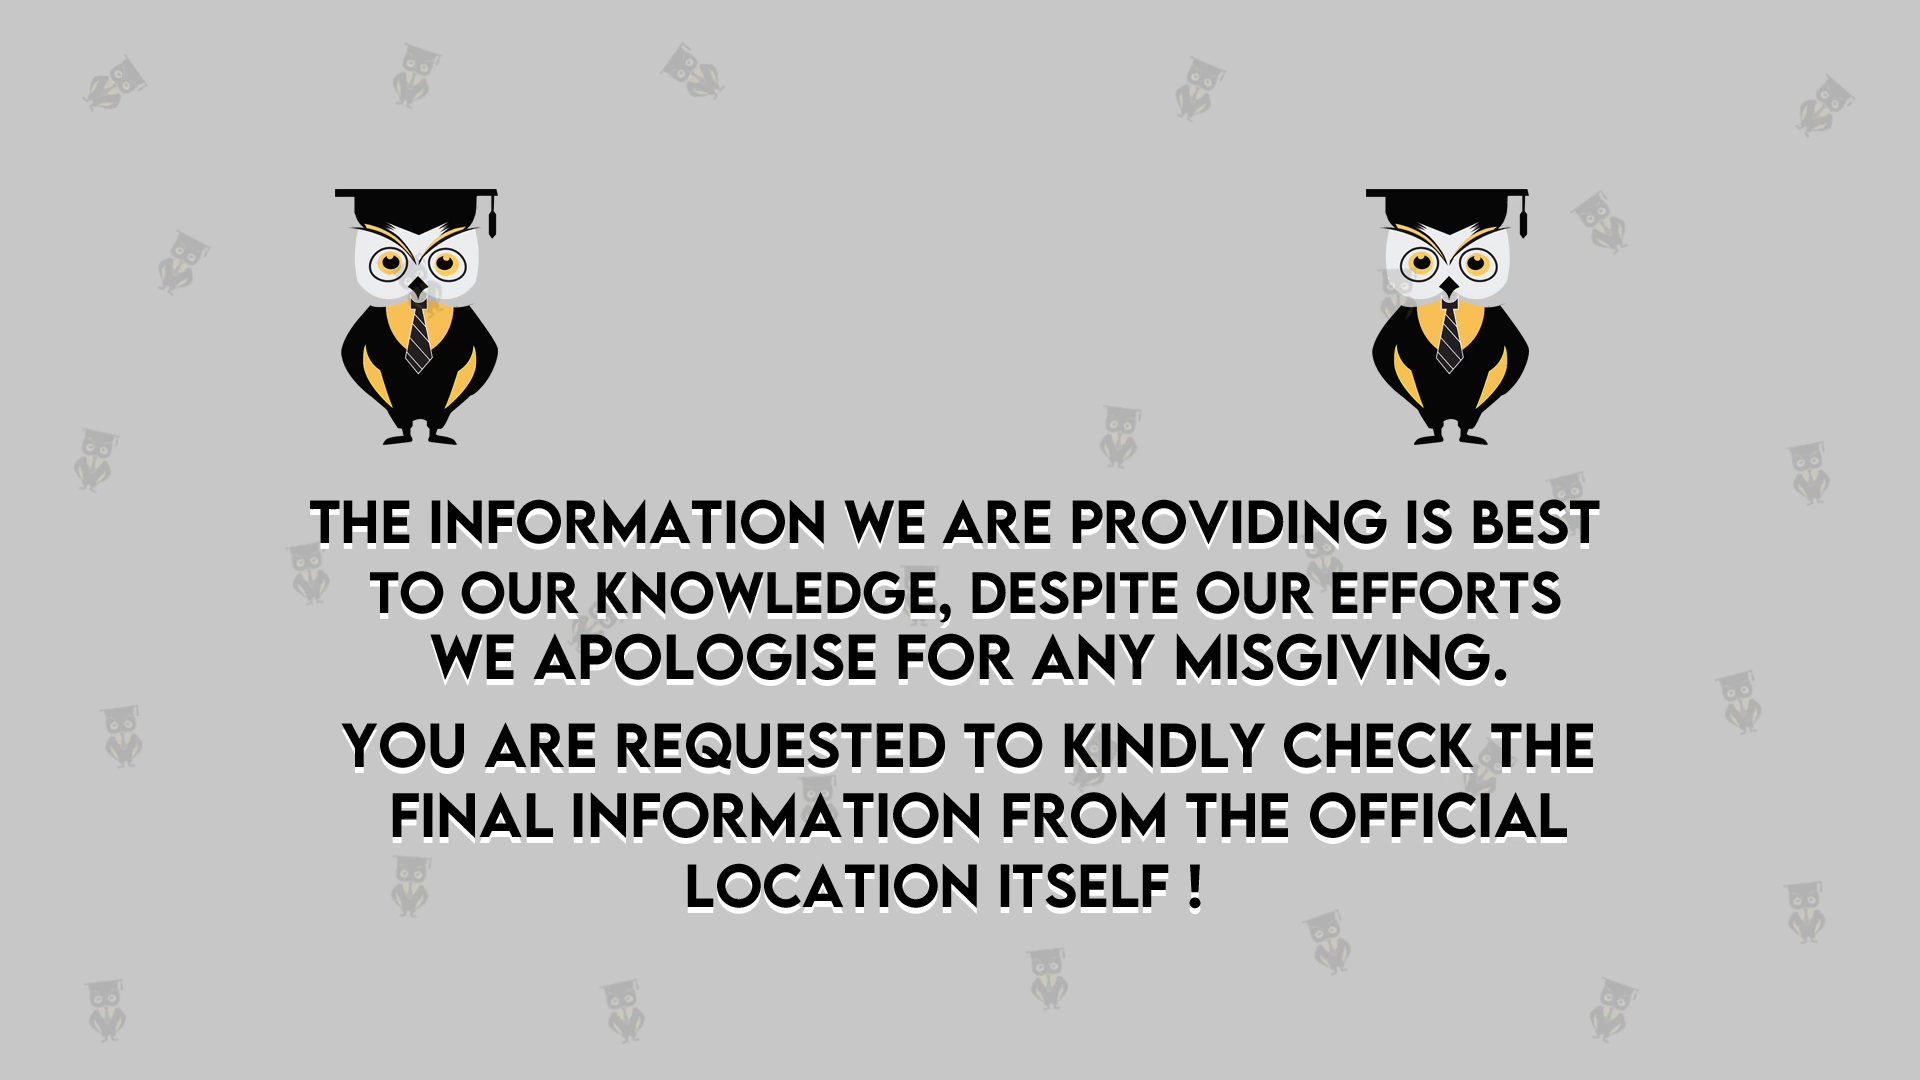 THE INFORMATION WE ARE PROVIDING IS BEST
TO OUR KNOWLEDGE, DESPITE OUR EFFORTS
WE APOLOGISE FOR ANY MISGIVING.
YOU ARE REQUESTED TO KINDLY CHECK THE
FINAL INFORMATION FROM THE OFFICIAL
LOCATION ITSELF !